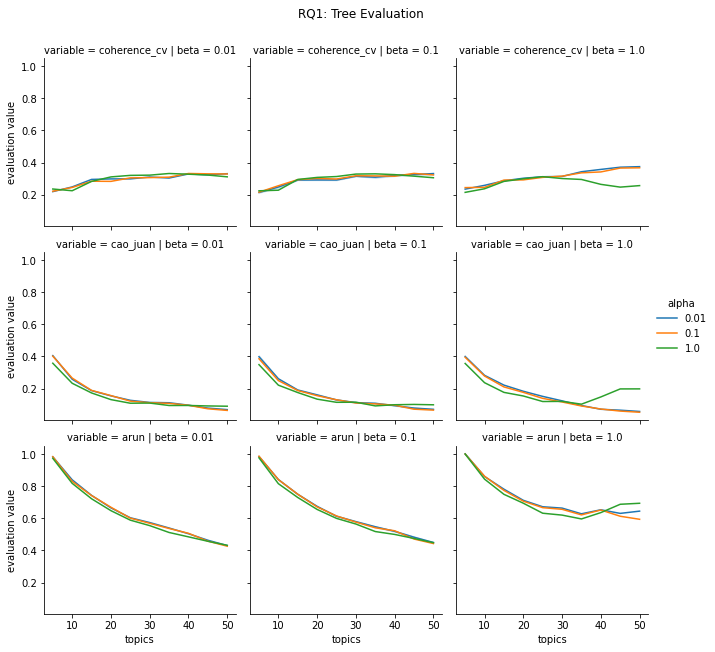 RQ1: Tree Evaluation
variable = coherence_cv | beta = 0.01
variable = coherence_cv | beta = 0.1
variable = coherence_cv | beta = 1.0
1.0
0.8
0.6
0.4
0.2
evaluation value
variable = cao_juan | beta = 0.01
variable = cao_juan | beta = 0.1
variable = cao_juan | beta = 1.0
1.0
0.8
0.6
0.4
0.2
evaluation value
alpha
0.01
0.1
1.0
variable = arun | beta = 0.01
variable = arun | beta = 0.1
variable = arun | beta = 1.0
1.0
0.8
0.6
0.4
0.2
evaluation value
10 20 30 40 50
10 20 30 40 50
10 20 30 40 50
topics
topics
topics